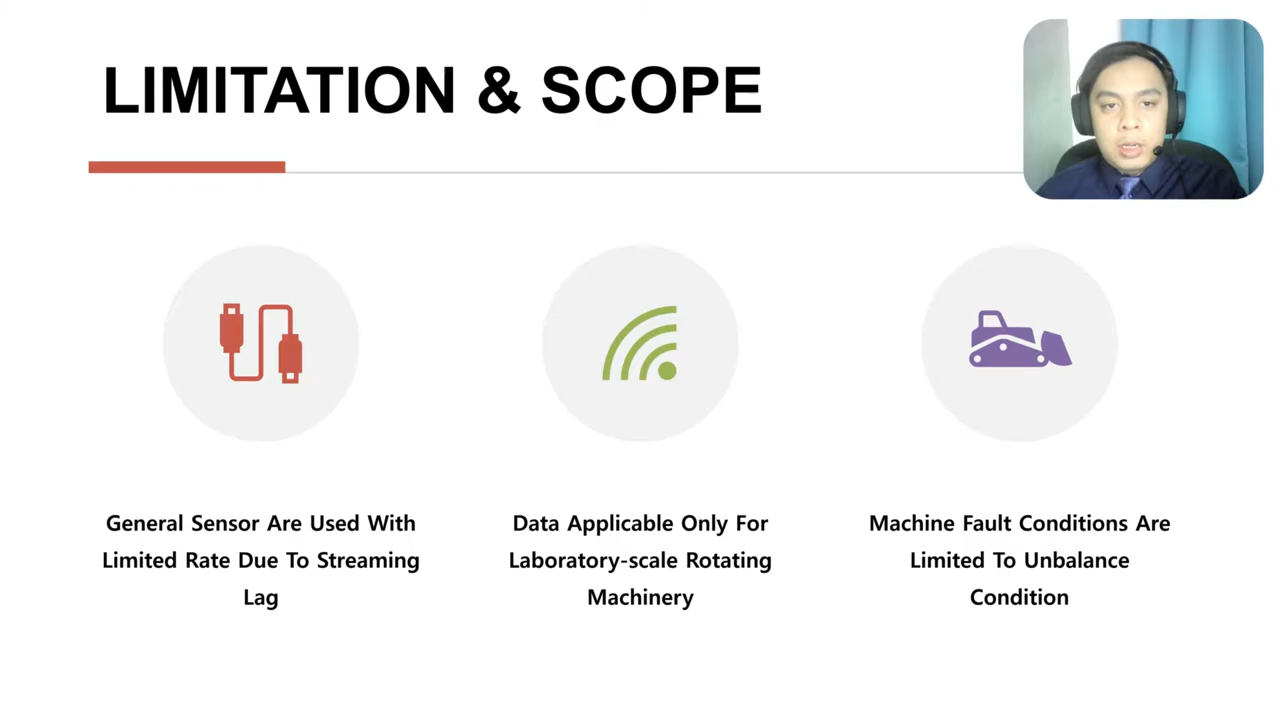 LIMITATION & SCOPE
General Sensor Are Used With
Limited Rate Due To Streaming
Lag
Data Applicable Only For
Laboratory-scale Rotating
Machinery
Machine Fault Conditions Are
Limited To Unbalance
Condition